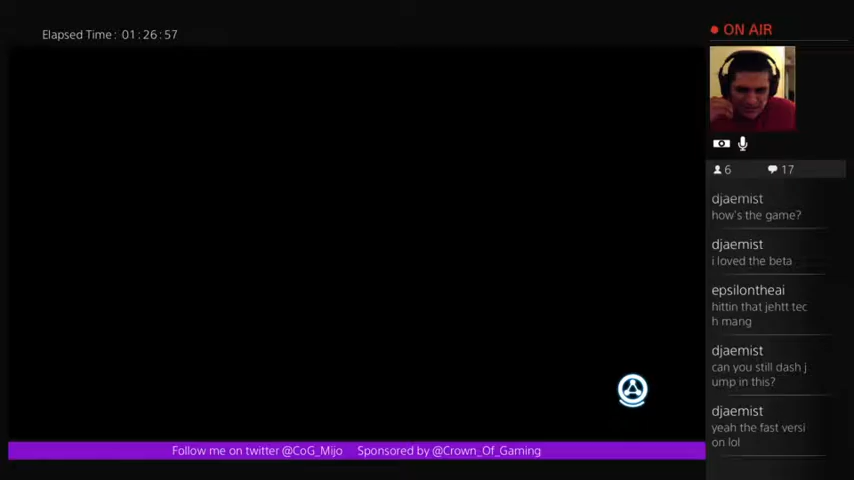 Elapsed Time: 01:26:57
ON AIR
6 17
djaemist
how's the game?
djaemist
i loved the beta
epsilontheai
hittin that jehtt tec
h mang
djaemist
can you still dash j
ump in this?
djaemist
yeah the fast versi
on lol
Follow me on twitter @CoG_Mijo Sponsored by @Crown_Of_Gaming